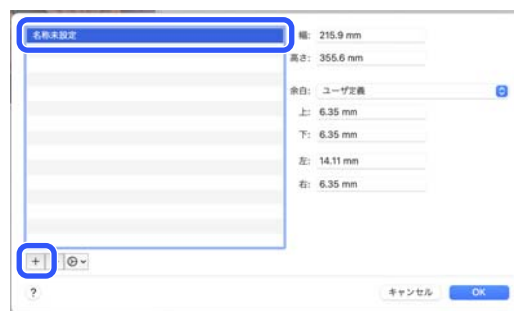 名称未設定
幅: 215.9 mm
高さ: 355.6 mm
余白: ユーザ定義
上: 6.35 mm
下: 6.35 mm
左: 14.11 mm
右: 6.35 mm
+
?
キャンセル
OK